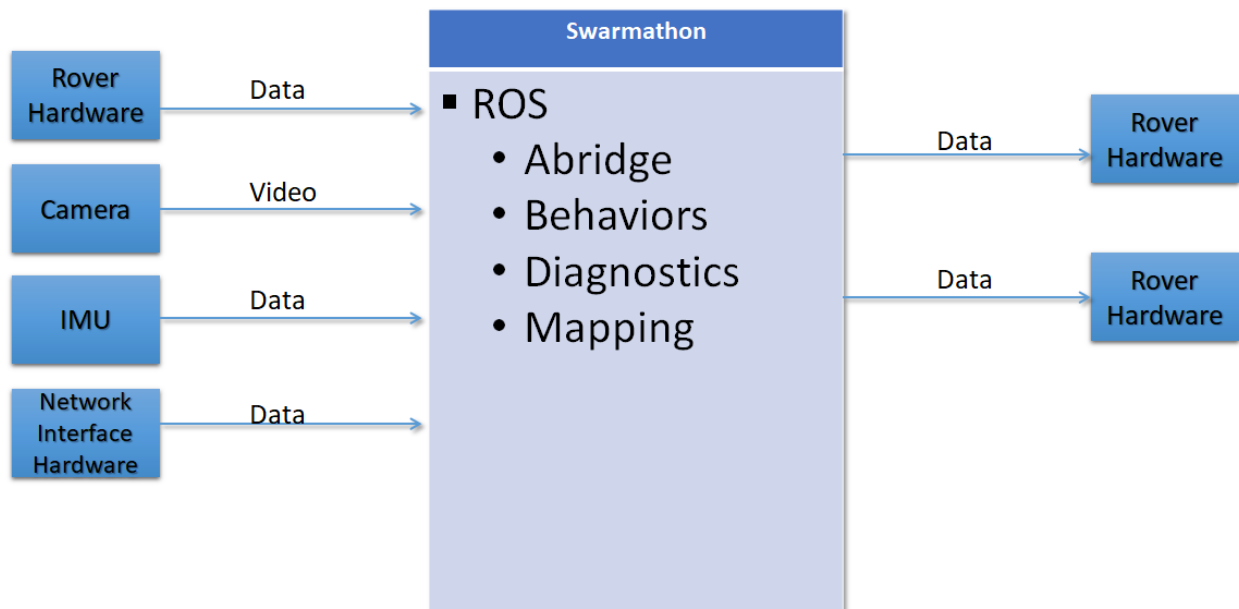 Swarmathon
Rover
Hardware
Data
Camera
Video
IMU
Data
Network
Interface
Hardware
Data
▪ ROS
• Abridge
• Behaviors
• Diagnostics
• Mapping
Data
Rover
Hardware
Data
Rover
Hardware